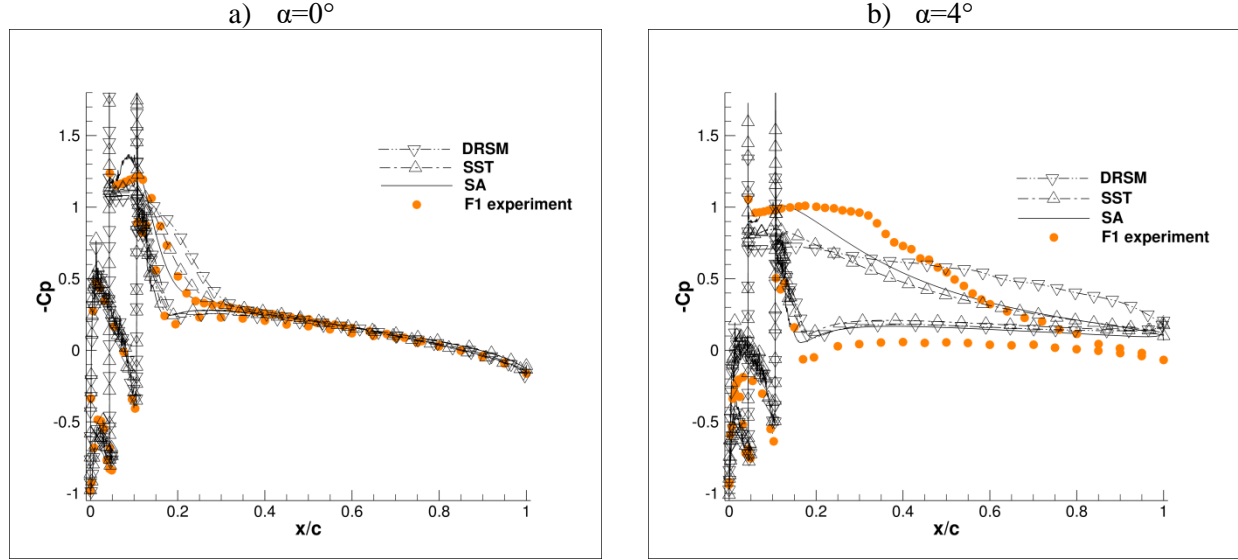 a) α=0°
b) α=4°
1.5
1
0.5
0
-0.5
-1
-Cp
0 0.2 0.4 0.6 0.8 1
x/c
DRSM
SST
SA
F1 experiment
1.5
1
0.5
0
-0.5
-1
-Cp
0 0.2 0.4 0.6 0.8 1
x/c
DRSM
SST
SA
F1 experiment